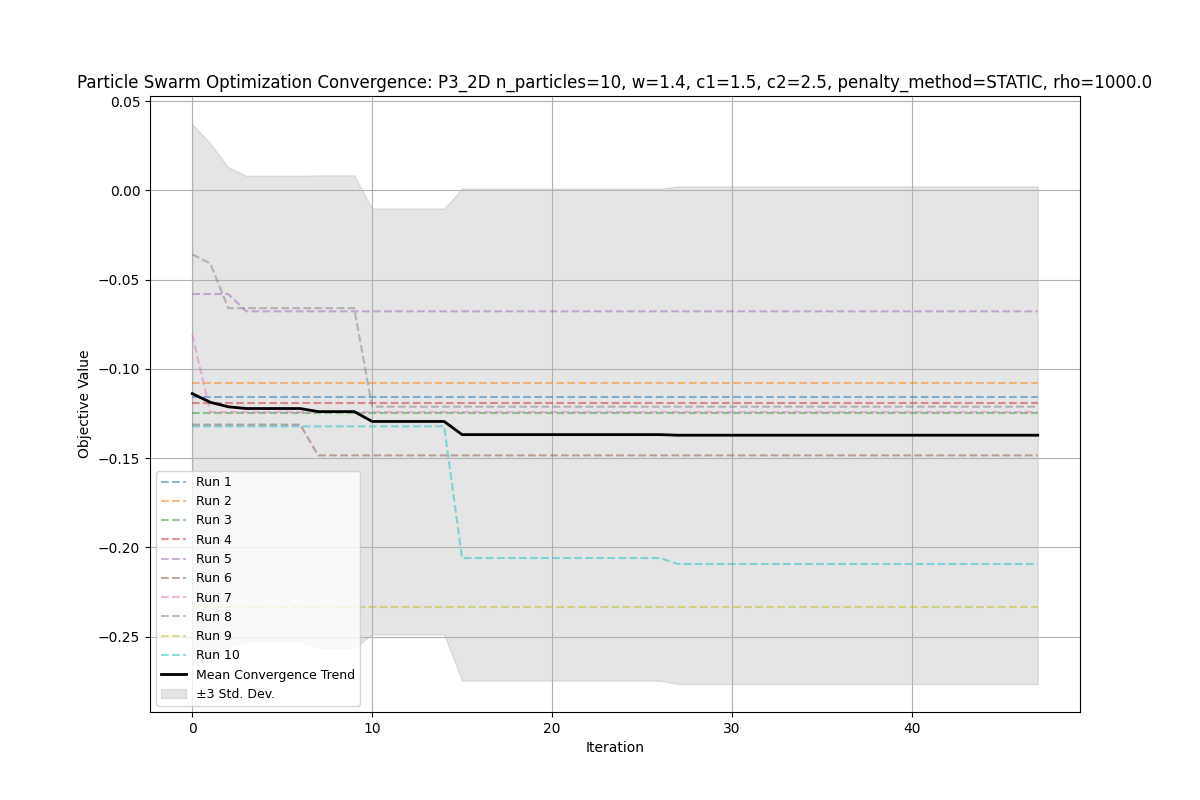 Particle Swarm Optimization Convergence: P3_2D n_particles=10, w=1.4, c1=1.5, c2=2.5, penalty_method=STATIC, rho=1000.0
0.05
0.00
−0.05
−0.10
−0.15
−0.20
−0.25
Objective Value
Run 1
Run 2
Run 3
Run 4
Run 5
Run 6
Run 7
Run 8
Run 9
Run 10
Mean Convergence Trend
±3 Std. Dev.
0 10 20 30 40
Iteration